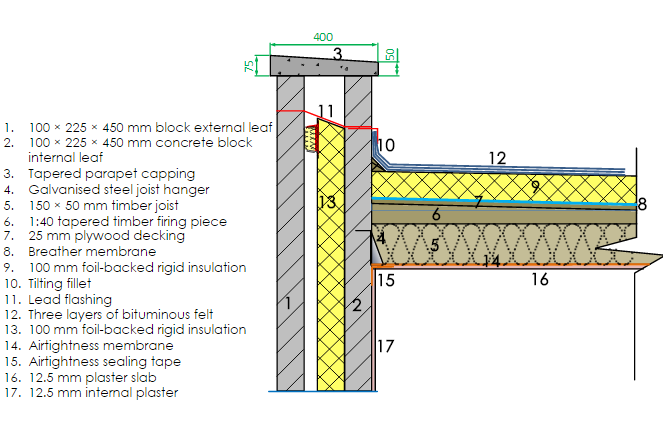 400
75
3
50
1. 100 × 225 × 450 mm block external leaf
2. 100 × 225 × 450 mm concrete block
internal leaf
3. Tapered parapet capping
4. Galvanised steel joist hanger
5. 150 × 50 mm timber joist
6. 1:40 tapered timber firing piece
7. 25 mm plywood decking
8. Breather membrane
9. 100 mm foil-backed rigid insulation
10. Tilting fillet
11. Lead flashing
12. Three layers of bituminous felt
13. 100 mm foil-backed rigid insulation
14. Airtightness membrane
15. Airtightness sealing tape
16. 12.5 mm plaster slab
17. 12.5 mm internal plaster
11
10
12
9
13
7
8
6
4
5
14
15
16
1
2
17